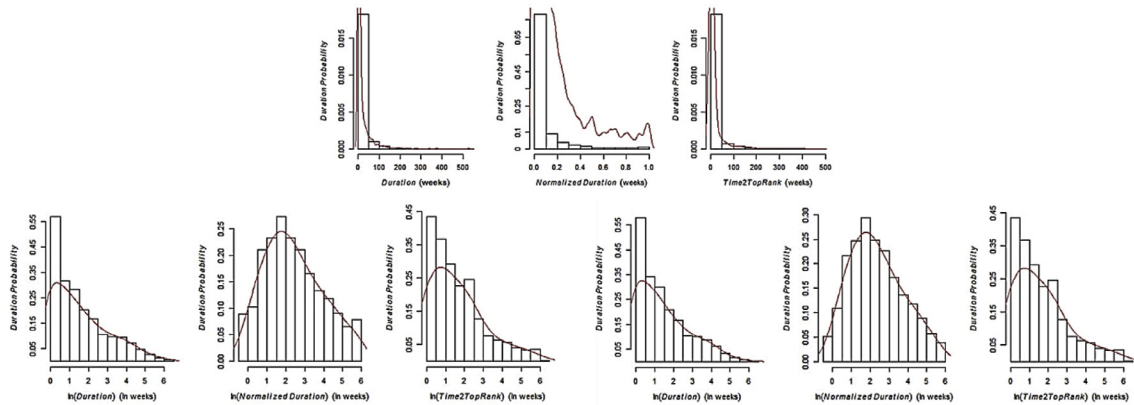 Duration Probability
0.015
0.010
0.005
0.000
0 100 200 300 400 500
Duration (weeks)
Duration Probability
0.65
0.45
0.25
0.1
0
0.0 0.2 0.4 0.6 0.8 1.0
Normalized Duration (weeks)
Duration Probability
0.015
0.010
0.005
0.000
0 100 200 300 400 500
Time2TopRank (weeks)
Duration Probability
0.55
0.45
0.35
0.25
0.15
0.05
0 1 2 3 4 5 6
ln(Duration) (ln weeks)
Duration Probability
0.25
0.20
0.15
0.10
0.05
0.00
0 1 2 3 4 5 6
ln(Normalized Duration) (ln weeks)
Duration Probability
0.45
0.35
0.25
0.15
0.05
0 1 2 3 4 5 6
ln(Time2TopRank) (ln weeks)
Duration Probability
0.55
0.45
0.35
0.25
0.15
0.05
0 1 2 3 4 5 6
ln(Duration) (ln weeks)
Duration Probability
0.30
0.25
0.20
0.15
0.10
0.05
0.00
0 1 2 3 4 5 6
ln(Normalized Duration) (ln weeks)
Duration Probability
0.45
0.35
0.25
0.15
0.05
0 1 2 3 4 5 6
ln(Time2TopRank) (ln weeks)